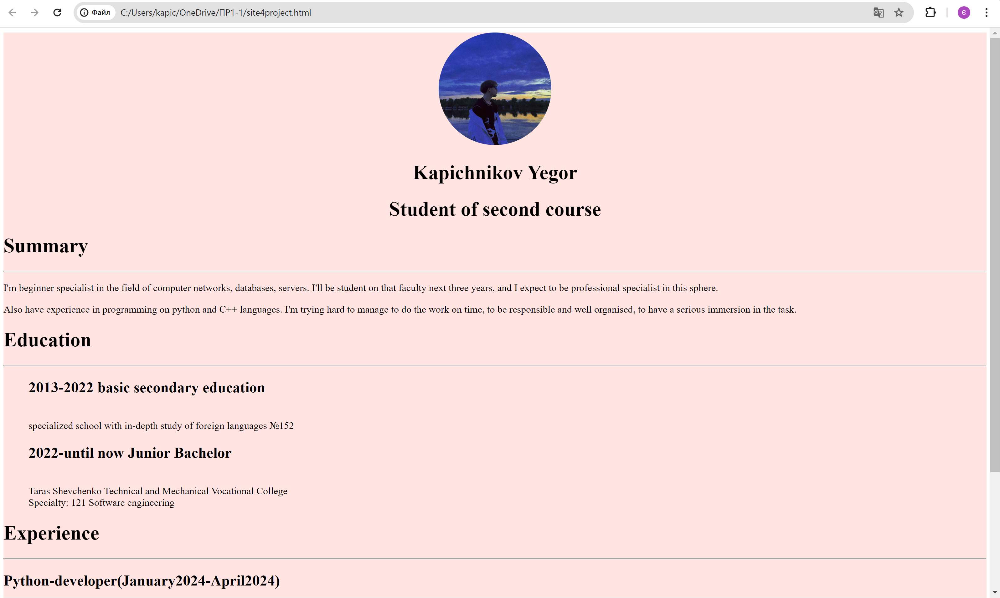 Файл C:/Users/kapic/OneDrive/ПР1-1/site4project.html
Є
Kapichnikov Yegor
Student of second course
Summary
I'm beginner specialist in the field of computer networks, databases, servers. I'll be student on that faculty next three years, and I expect to be professional specialist in this sphere.
Also have experience in programming on python and C++ languages. I'm trying hard to manage to do the work on time, to be responsible and well organised, to have a serious immersion in the task.
Education
2013-2022 basic secondary education
specialized school with in-depth study of foreign languages №152
2022-until now Junior Bachelor
Taras Shevchenko Technical and Mechanical Vocational College
Specialty: 121 Software engineering
Experience
Python-developer(January2024-April2024)